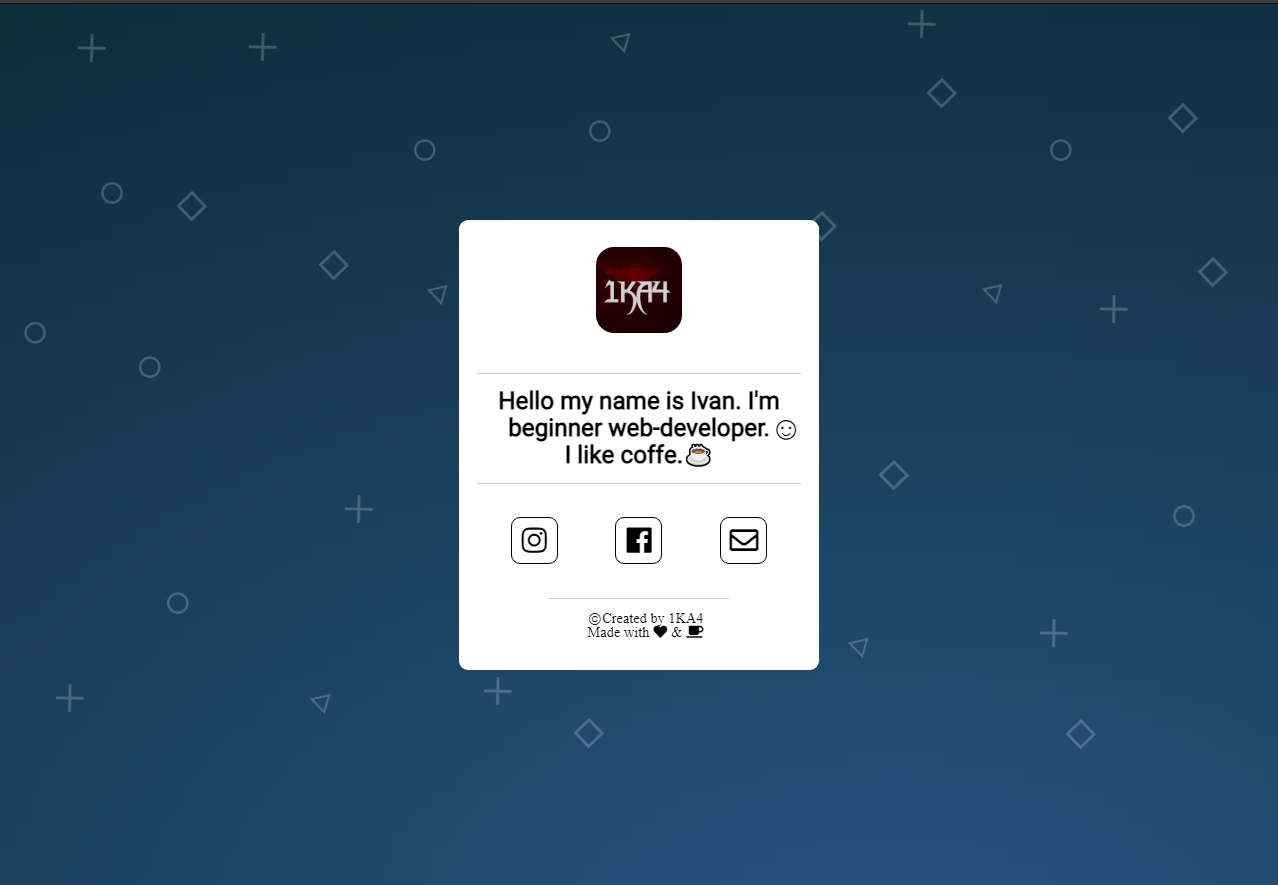 1KA4
Hello my name is Ivan. I'm
beginner web-developer. ☺
I like coffe.☕
©Created by 1KA4
Made with ♥ & ☕